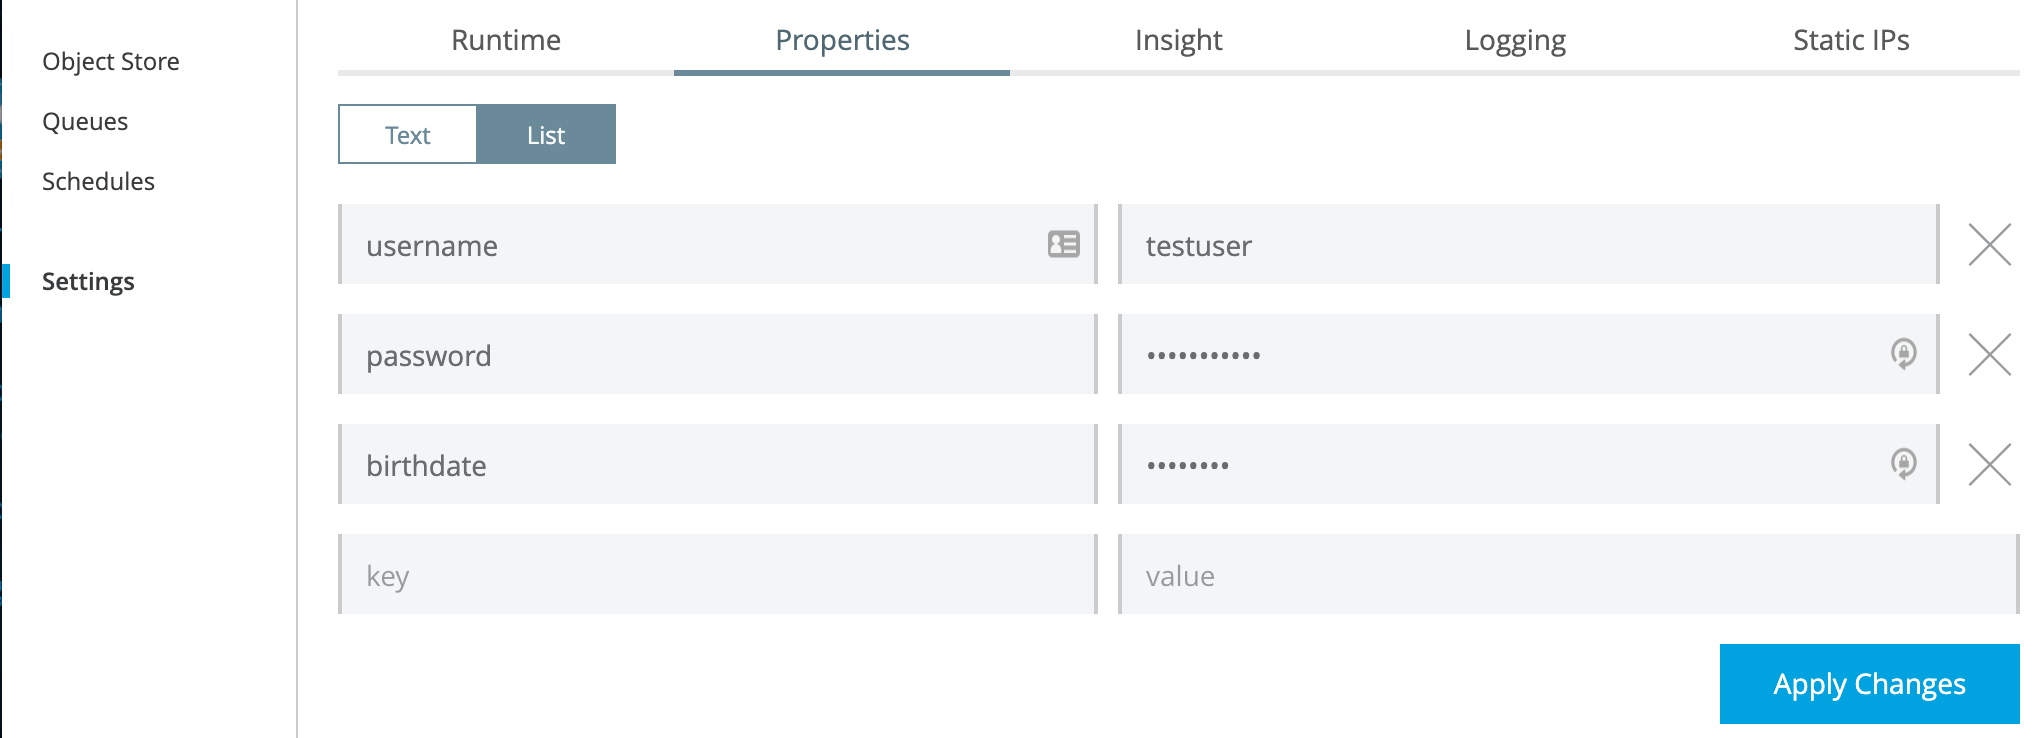 Object Store
Queues
Schedules
Settings
Runtime Properties Insight Logging Static IPs
Text List
username testuser
password •••••••••••
birthdate ••••••••
key value
Apply Changes